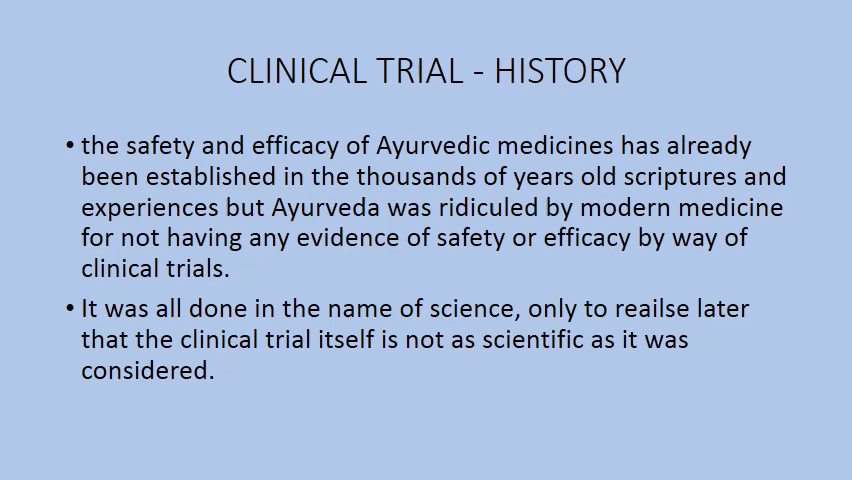 CLINICAL TRIAL - HISTORY
• the safety and efficacy of Ayurvedic medicines has already
been established in the thousands of years old scriptures and
experiences but Ayurveda was ridiculed by modern medicine
for not having any evidence of safety or efficacy by way of
clinical trials.
• It was all done in the name of science, only to reailse later
that the clinical trial itself is not as scientific as it was
considered.